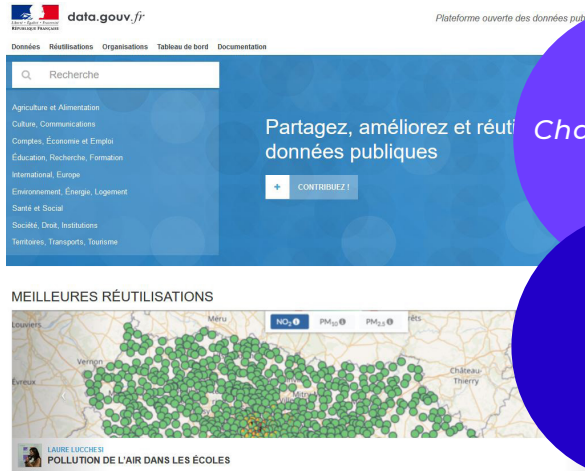 Liberté • Égalité • Fraternité
RÉPUBLIQUE FRANÇAISE
data.gouv.fr
Plateforme ouverte des données pub
Données Réutilisations Organisations Tableau de bord Documentation
Recherche
Agriculture et Alimentation
Culture, Communications
Comptes, Économie et Emploi
Éducation, Recherche, Formation
International, Europe
Environnement, Énergie, Logement
Santé et Social
Société, Droit, Institutions
Territoires, Transports, Tourisme
Partagez, améliorez et réuti
données publiques
+ CONTRIBUEZ !
Cho
MEILLEURES RÉUTILISATIONS
NO2 PM10 PM2.5
Louviers
Méru
rêts
Vernon
Château-
Thierry
Évreux
LAURE LUCCHESI
POLLUTION DE L'AIR DANS LES ÉCOLES